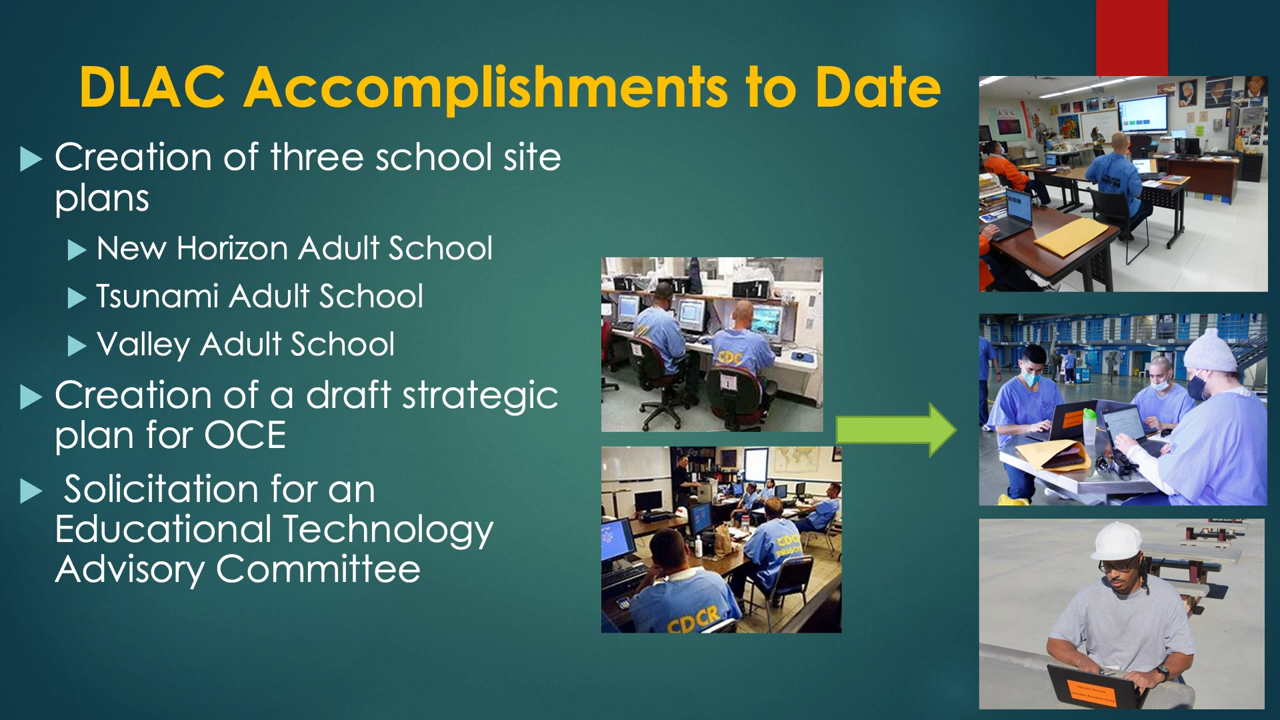 DLAC Accomplishments to Date
Creation of three school site
plans
New Horizon Adult School
Tsunami Adult School
Valley Adult School
Creation of a draft strategic
plan for OCE
Solicitation for an
Educational Technology
Advisory Committee
CDC
CDCR